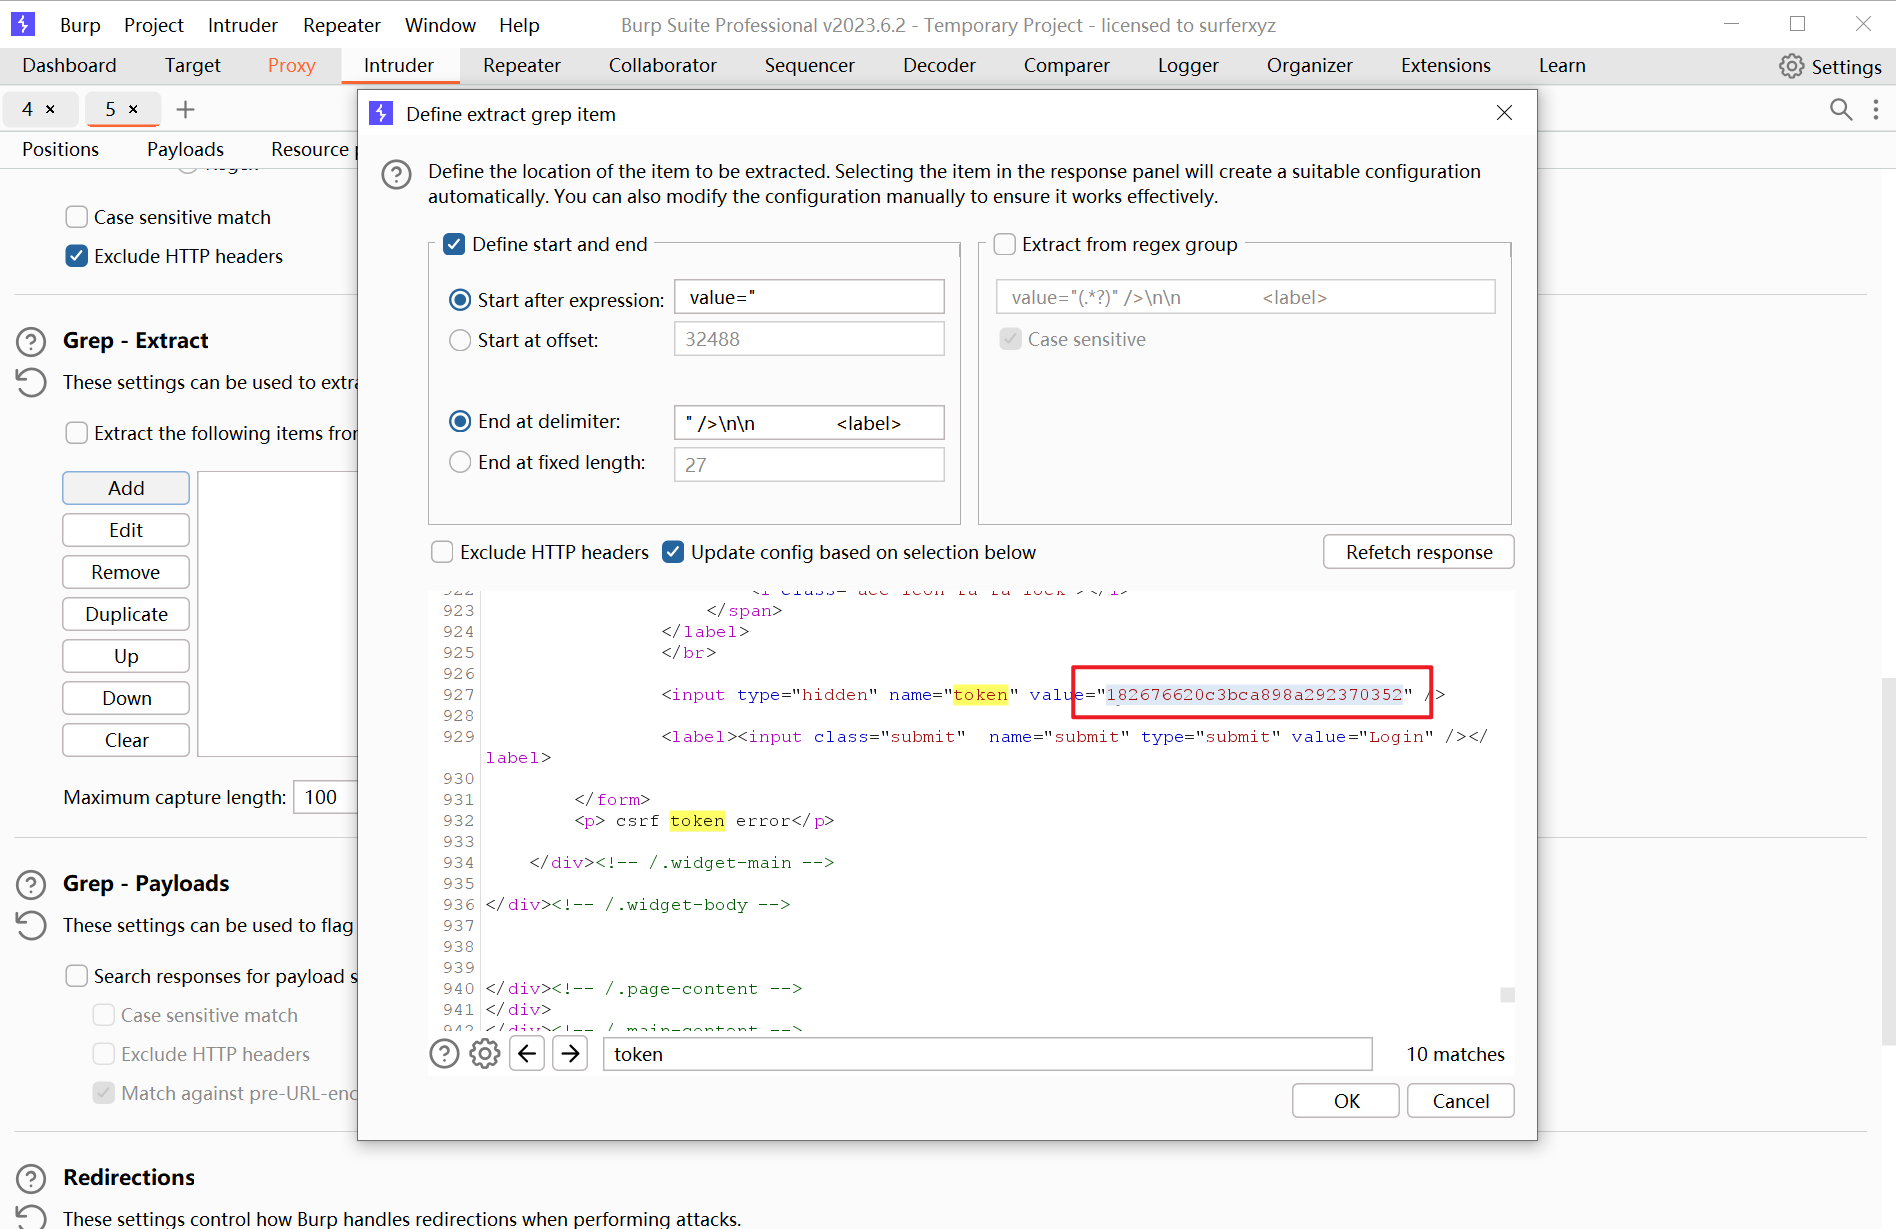 Burp Project Intruder Repeater Window Help Burp Suite Professional v2023.6.2 - Temporary Project - licensed to surferxyz
Dashboard Target Proxy Intruder Repeater Collaborator Sequencer Decoder Comparer Logger Organizer Extensions Learn Settings
4 × 5 × +
Positions Payloads Resource
Case sensitive match
Exclude HTTP headers
Grep - Extract
These settings can be used to extra
Extract the following items from
Add
Edit
Remove
Duplicate
Up
Down
Clear
Maximum capture length: 100
Grep - Payloads
These settings can be used to flag
Search responses for payload s
Case sensitive match
Exclude HTTP headers
Match against pre-URL-enc
Redirections
These settings control how Burp handles redirections when performing attacks.
Define extract grep item
Define the location of the item to be extracted. Selecting the item in the response panel will create a suitable configuration
automatically. You can also modify the configuration manually to ensure it works effectively.
Define start and end
Start after expression: value="
Start at offset: 32488
End at delimiter: " />\n\n <label>
End at fixed length: 27
Extract from regex group
value="(.*?)" />\n\n <label>
Case sensitive
Exclude HTTP headers Update config based on selection below Refetch response
923 </span>
924 </label>
925 </br>
926
927 <input type="hidden" name="token" value="182676620c3bca898a292370352" />
928
929 <label><input class="submit" name="submit" type="submit" value="Login" /></
label>
930
931 </form>
932 <p> csrf token error</p>
933
934 </div><!-- /.widget-main -->
935
936 </div><!-- /.widget-body -->
937
938
939
940 </div><!-- /.page-content -->
941 </div>
942 </div><!-- /.main-content -->
token 10 matches
OK Cancel